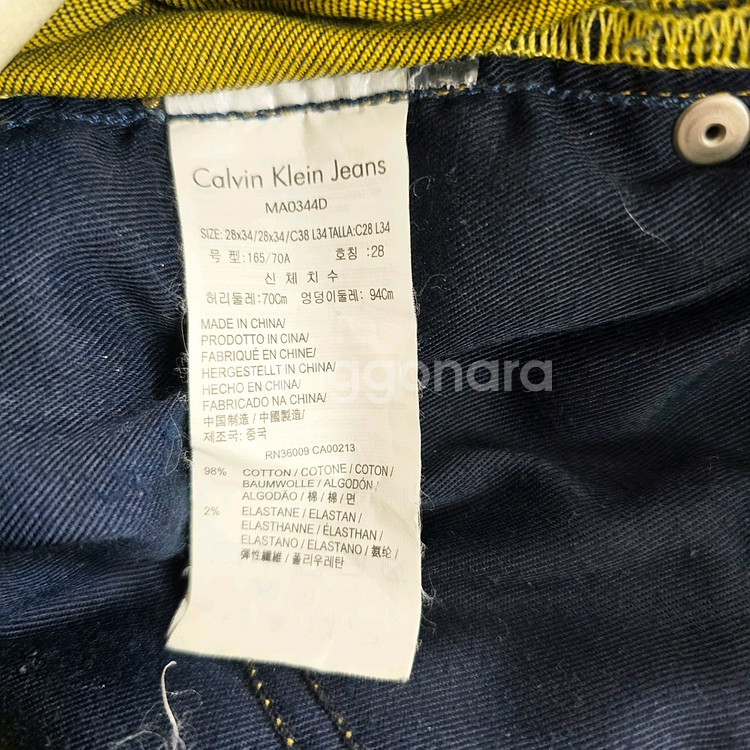 Calvin Klein Jeans
MA0344D
SIZE: 28x34/28x34/C38 L34 TALLA:C28 L34
号 型:165/70A 호칭 :28
신 체 치 수
허리둘레:70Cm 엉덩이둘레: 94Cm
MADE IN CHINA/
PRODOTTO IN CINA/
FABRIQUÉ EN CHINE/
HERGESTELLT IN CHINA/
HECHO EN CHINA/
FABRICADO NA CHINA/
中国制造 / 中國製造 /
제조국: 중국
RN36009 CA00213
98% COTTON / COTONE / COTON /
BAUMWOLLE / ALGODÓN /
ALGODÃO / 棉 / 棉 / 면
2% ELASTANE / ELASTAN /
ELASTHANNE / ÉLASTHAN /
ELASTANO / ELASTANO / 氨纶 /
彈性纖維 / 폴리우레탄
ggonara